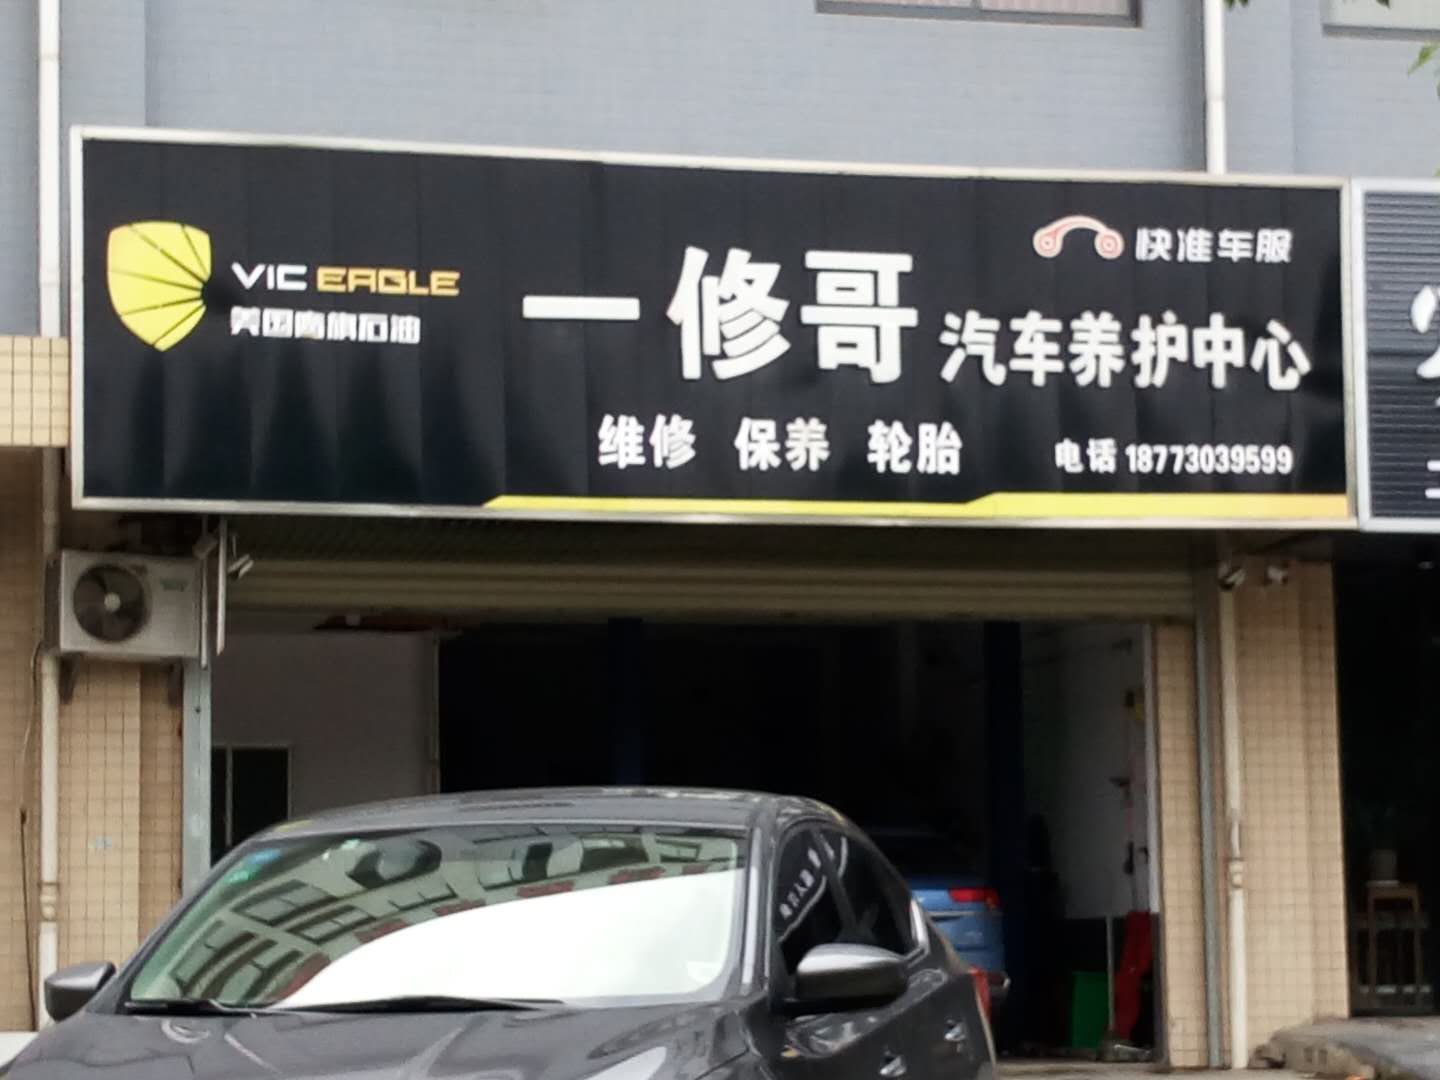 VIC EAGLE
美国鹰旗石油
一修哥
快准车服
汽车养护中心
维修 保养 轮胎
电话 18773039599